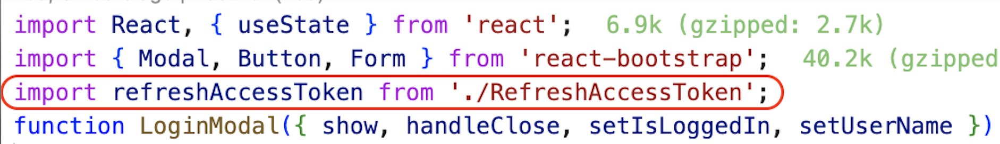 import React, { useState } from 'react'; 6.9k (gzipped: 2.7k)
import { Modal, Button, Form } from 'react-bootstrap'; 40.2k (gzipped
import refreshAccessToken from './RefreshAccessToken';
function LoginModal({ show, handleClose, setIsLoggedIn, setUserName })